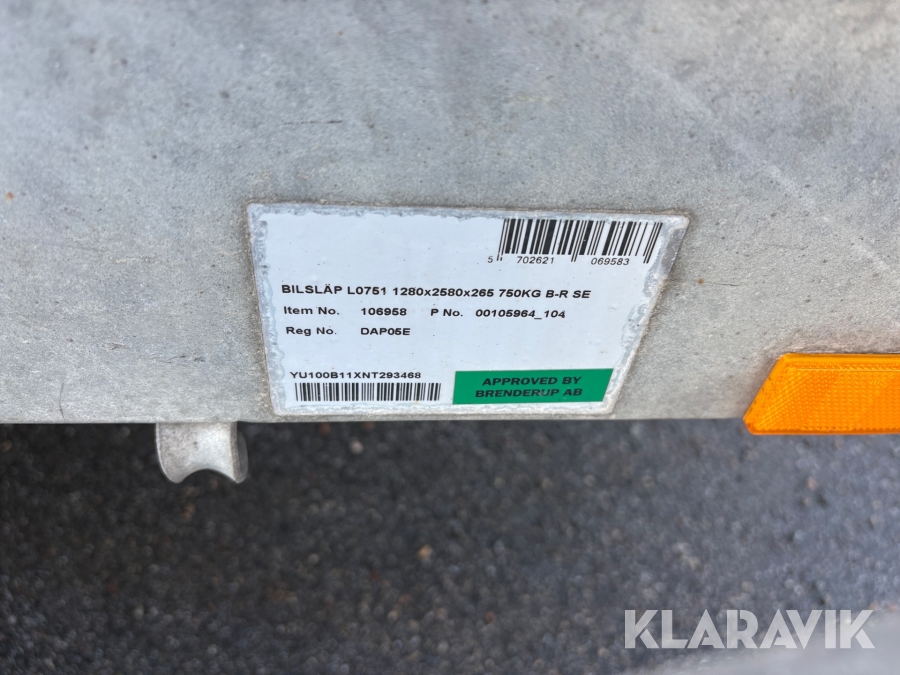 5 702621 069583
BILSLÄP L0751 1280x2580x265 750KG B-R SE
Item No. 106958 P No. 00105964_104
Reg No. DAP05E
YU100B11XNT293468
APPROVED BY
BRENDERUP AB
KLARAVIK